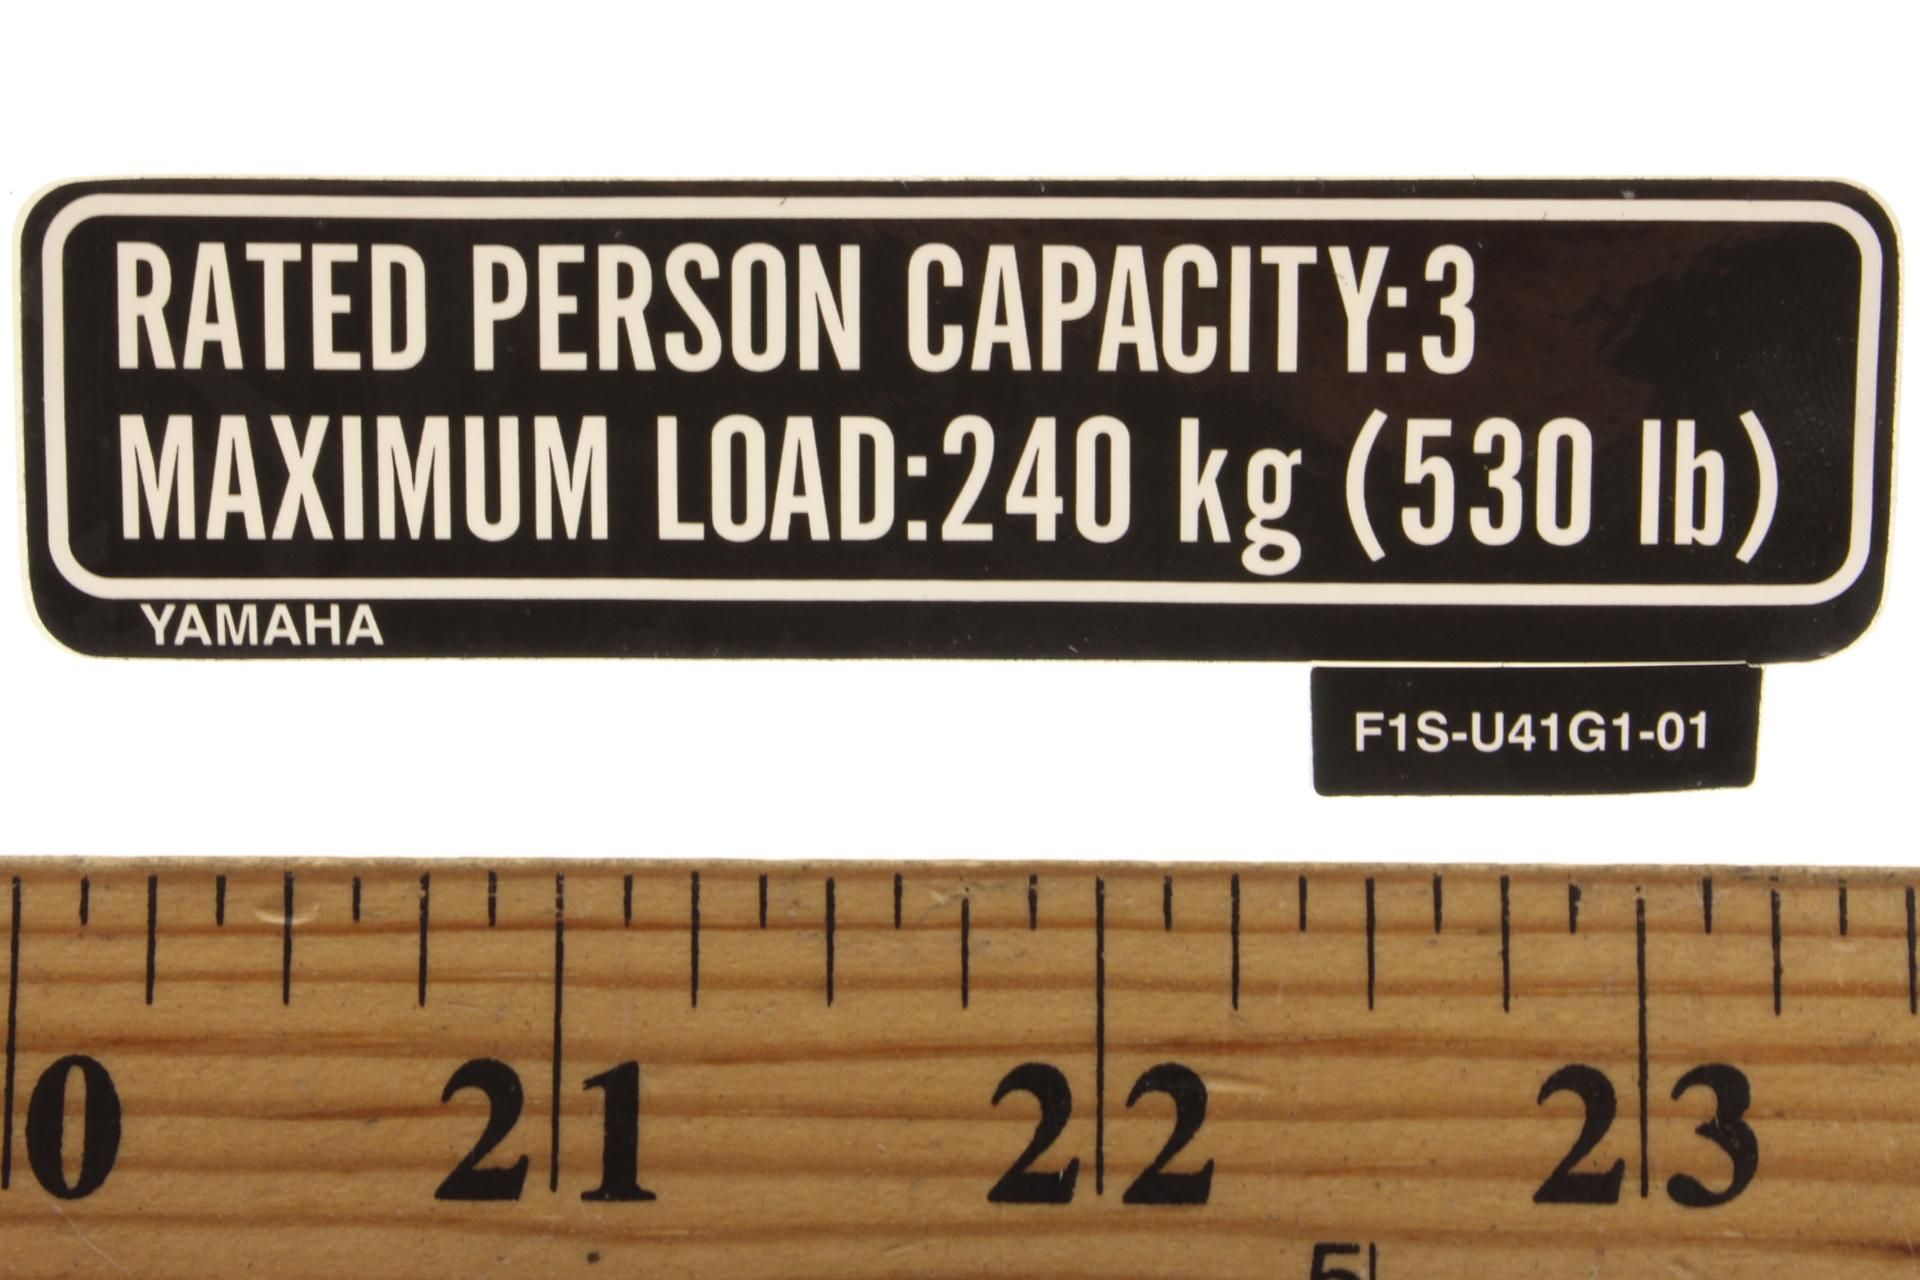 RATED PERSON CAPACITY:3
MAXIMUM LOAD:240 kg (530 lb)
YAMAHA
F1S-U41G1-01
0 21 22 23
5